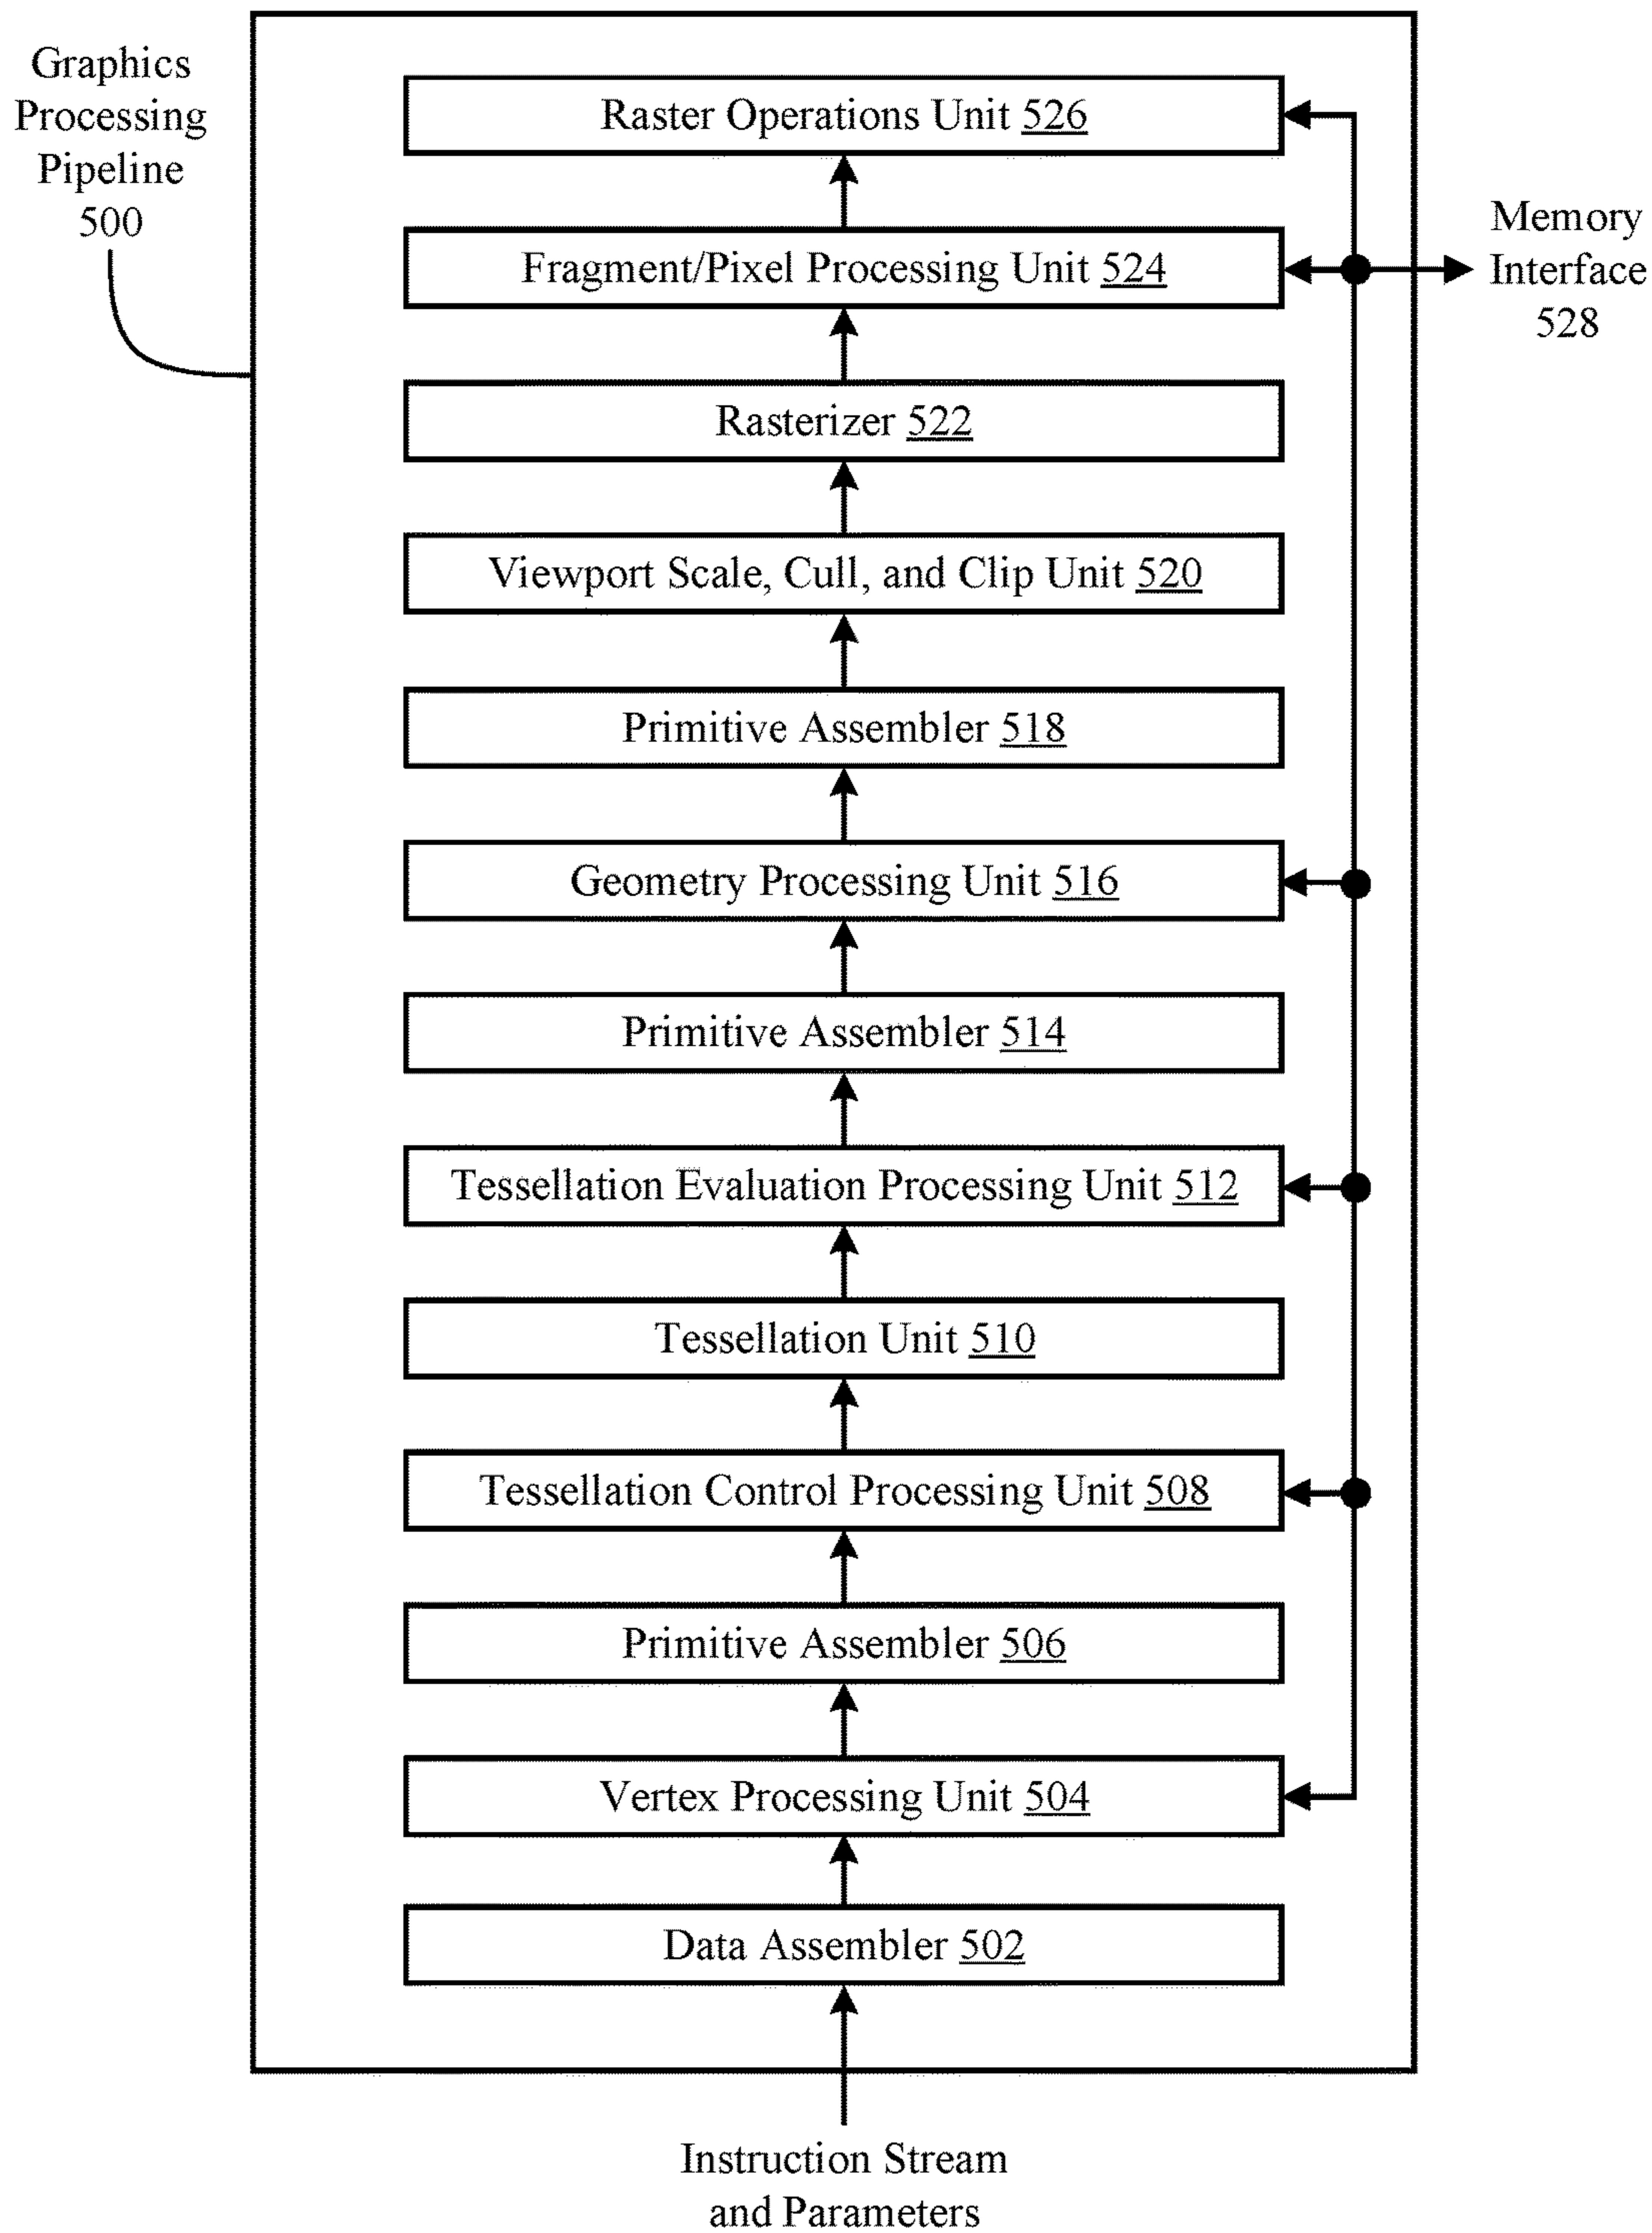 Graphics
Processing
Pipeline
500
Raster Operations Unit 526
Fragment/Pixel Processing Unit 524
Memory
Interface
528
Rasterizer 522
Viewport Scale, Cull, and Clip Unit 520
Primitive Assembler 518
Geometry Processing Unit 516
Primitive Assembler 514
Tessellation Evaluation Processing Unit 512
Tessellation Unit 510
Tessellation Control Processing Unit 508
Primitive Assembler 506
Vertex Processing Unit 504
Data Assembler 502
Instruction Stream
and Parameters